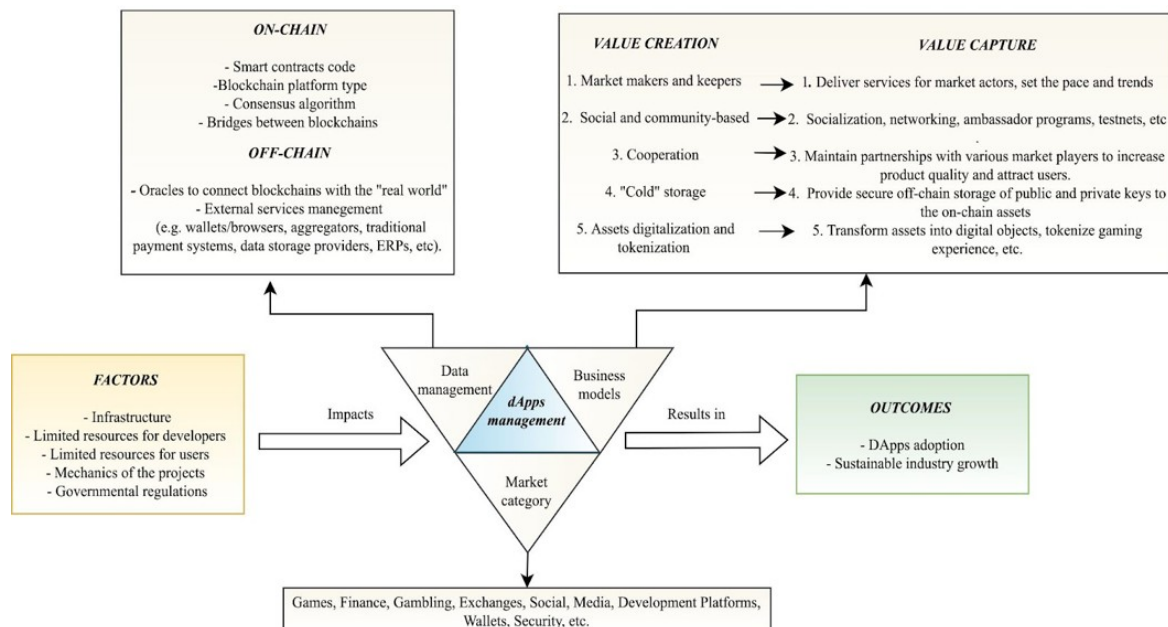 ON-CHAIN
- Smart contracts code
-Blockchain platform type
- Consensus algorithm
- Bridges between blockchains
OFF-CHAIN
- Oracles to connect blockchains with the "real world"
- External services menegement
(e.g. wallets/browsers, aggregators, traditional
payment systems, data storage providers, ERPs, etc).
VALUE CREATION
VALUE CAPTURE
1. Market makers and keepers
1. Deliver services for market actors, set the pace and trends
2. Social and community-based
2. Socialization, networking, ambassador programs, testnets, etc
3. Cooperation
3. Maintain partnerships with various market players to increase
product quality and attract users.
4. "Cold" storage
4. Provide secure off-chain storage of public and private keys to
the on-chain assets
5. Assets digitalization and
tokenization
5. Transform assets into digital objects, tokenize gaming
experience, etc.
FACTORS
- Infrastructure
- Limited resources for developers
- Limited resources for users
- Mechanics of the projects
- Governmental regulations
Impacts
Data
management
dApps
management
Business
models
Market
category
Results in
OUTCOMES
- DApps adoption
- Sustainable industry growth
Games, Finance, Gambling, Exchanges, Social, Media, Development Platforms,
Wallets, Security, etc.